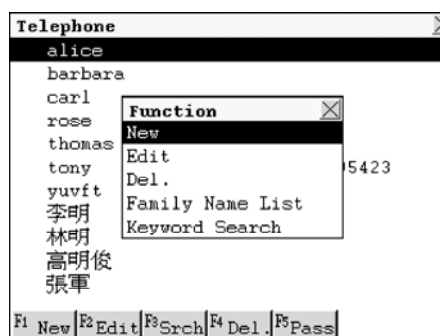 Telephone
alice
barbara
carl
rose
thomas
tony 5423
yuvft
李明
林明
高明俊
張軍
Function
New
Edit
Del.
Family Name List
Keyword Search
F1 New F2 Edit F3 Srch F4 Del. F5 Pass